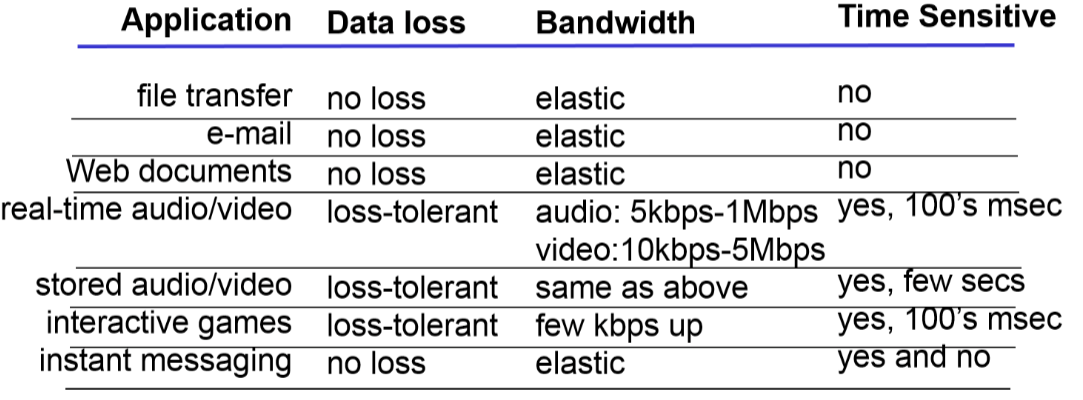 Application Data loss Bandwidth Time Sensitive
file transfer no loss elastic no
e-mail no loss elastic no
Web documents no loss elastic no
real-time audio/video loss-tolerant audio: 5kbps-1Mbps yes, 100's msec
video:10kbps-5Mbps
stored audio/video loss-tolerant same as above yes, few secs
interactive games loss-tolerant few kbps up yes, 100's msec
instant messaging no loss elastic yes and no